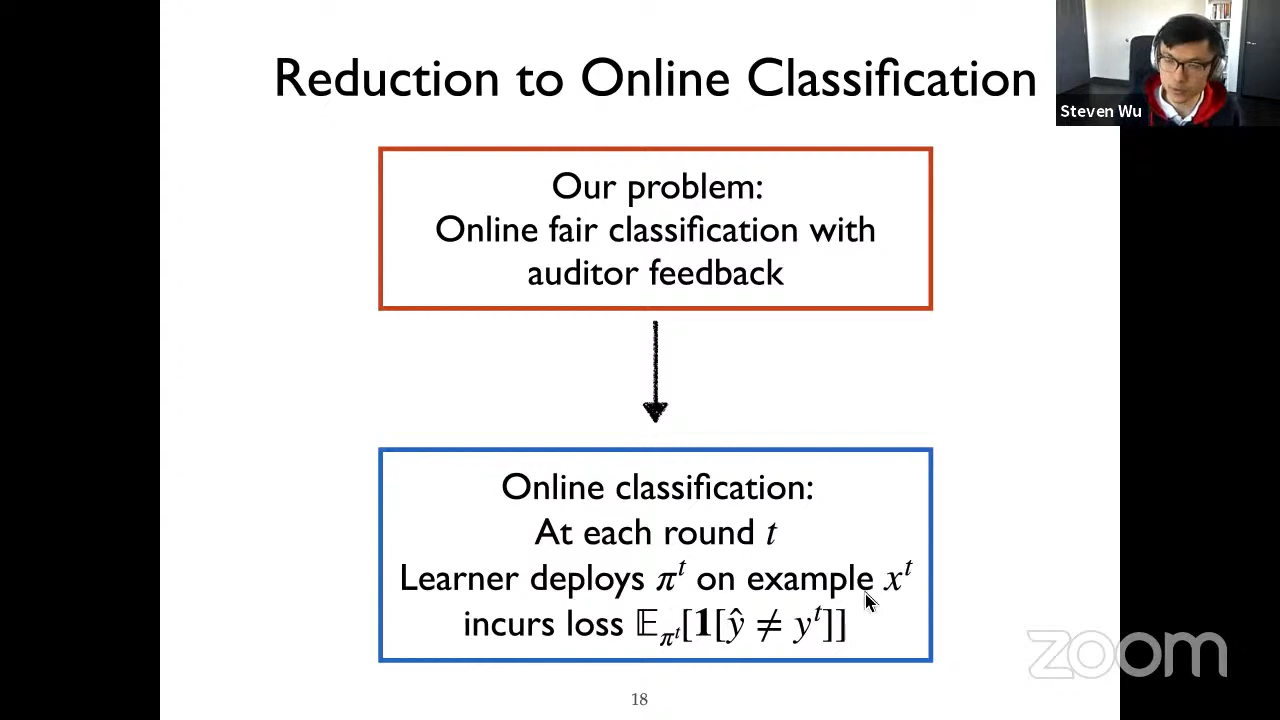 Reduction to Online Classification
Steven Wu
Our problem:
Online fair classification with
auditor feedback
Online classification:
At each round t
Learner deploys π^t on example x^t
incurs loss 𝔼_{π^t}[𝟏[ŷ ≠ y^t]]
zoom
18